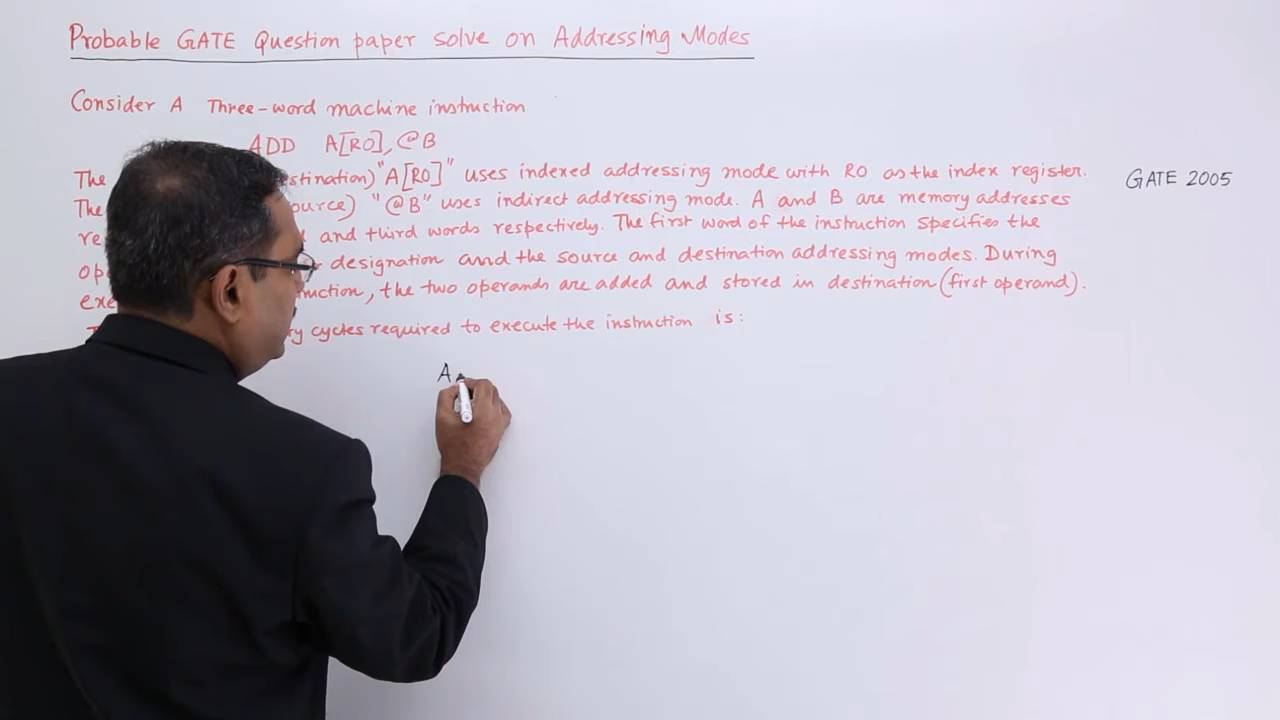 Probable GATE Question paper solve on Addressing Modes
Consider A Three-word machine instruction
ADD A[R0], @B
The stination) "A[R0]" uses indexed addressing mode with R0 as the index register.
GATE 2005
The ource) "@B" uses indirect addressing mode. A and B are memory addresses
re and third words respectively. The first word of the instruction specifies the
op designation and the source and destination addressing modes. During
exe ruction, the two operands are added and stored in destination (first operand).
cycles required to execute the instruction is:
A